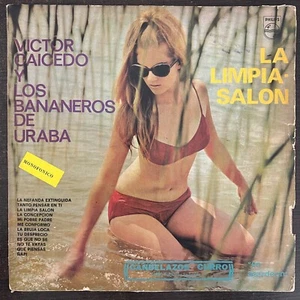 PHILIPS
VICTOR
CAICEDO
Y
LOS
BANANEROS
DE
URABA
LA
LIMPIA-
SALON
MONOFONICO
LA NEFANDA EXTINGUIDA
TANTO PENSAR EN TI
LA LIMPIA SALON
LA CONCEPCION
MI POBRE PADRE
ME CONFORMO
LA BRUJA LOCA
TU DESPRECIO
ES QUE NO SE
NO TE VAYAS
QUE PIENSAS